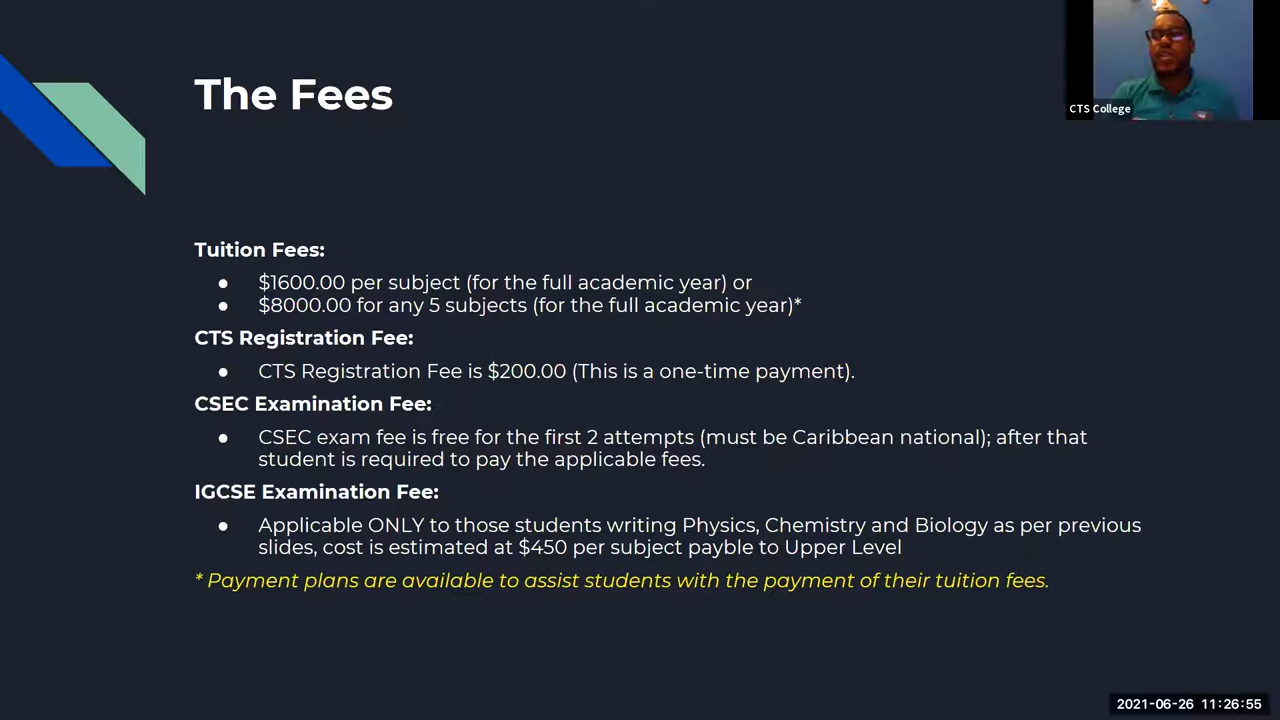 The Fees
CTS College
Tuition Fees:
● $1600.00 per subject (for the full academic year) or
● $8000.00 for any 5 subjects (for the full academic year)*
CTS Registration Fee:
● CTS Registration Fee is $200.00 (This is a one-time payment).
CSEC Examination Fee:
● CSEC exam fee is free for the first 2 attempts (must be Caribbean national); after that
student is required to pay the applicable fees.
IGCSE Examination Fee:
● Applicable ONLY to those students writing Physics, Chemistry and Biology as per previous
slides, cost is estimated at $450 per subject payble to Upper Level
* Payment plans are available to assist students with the payment of their tuition fees.
2021-06-26 11:26:55